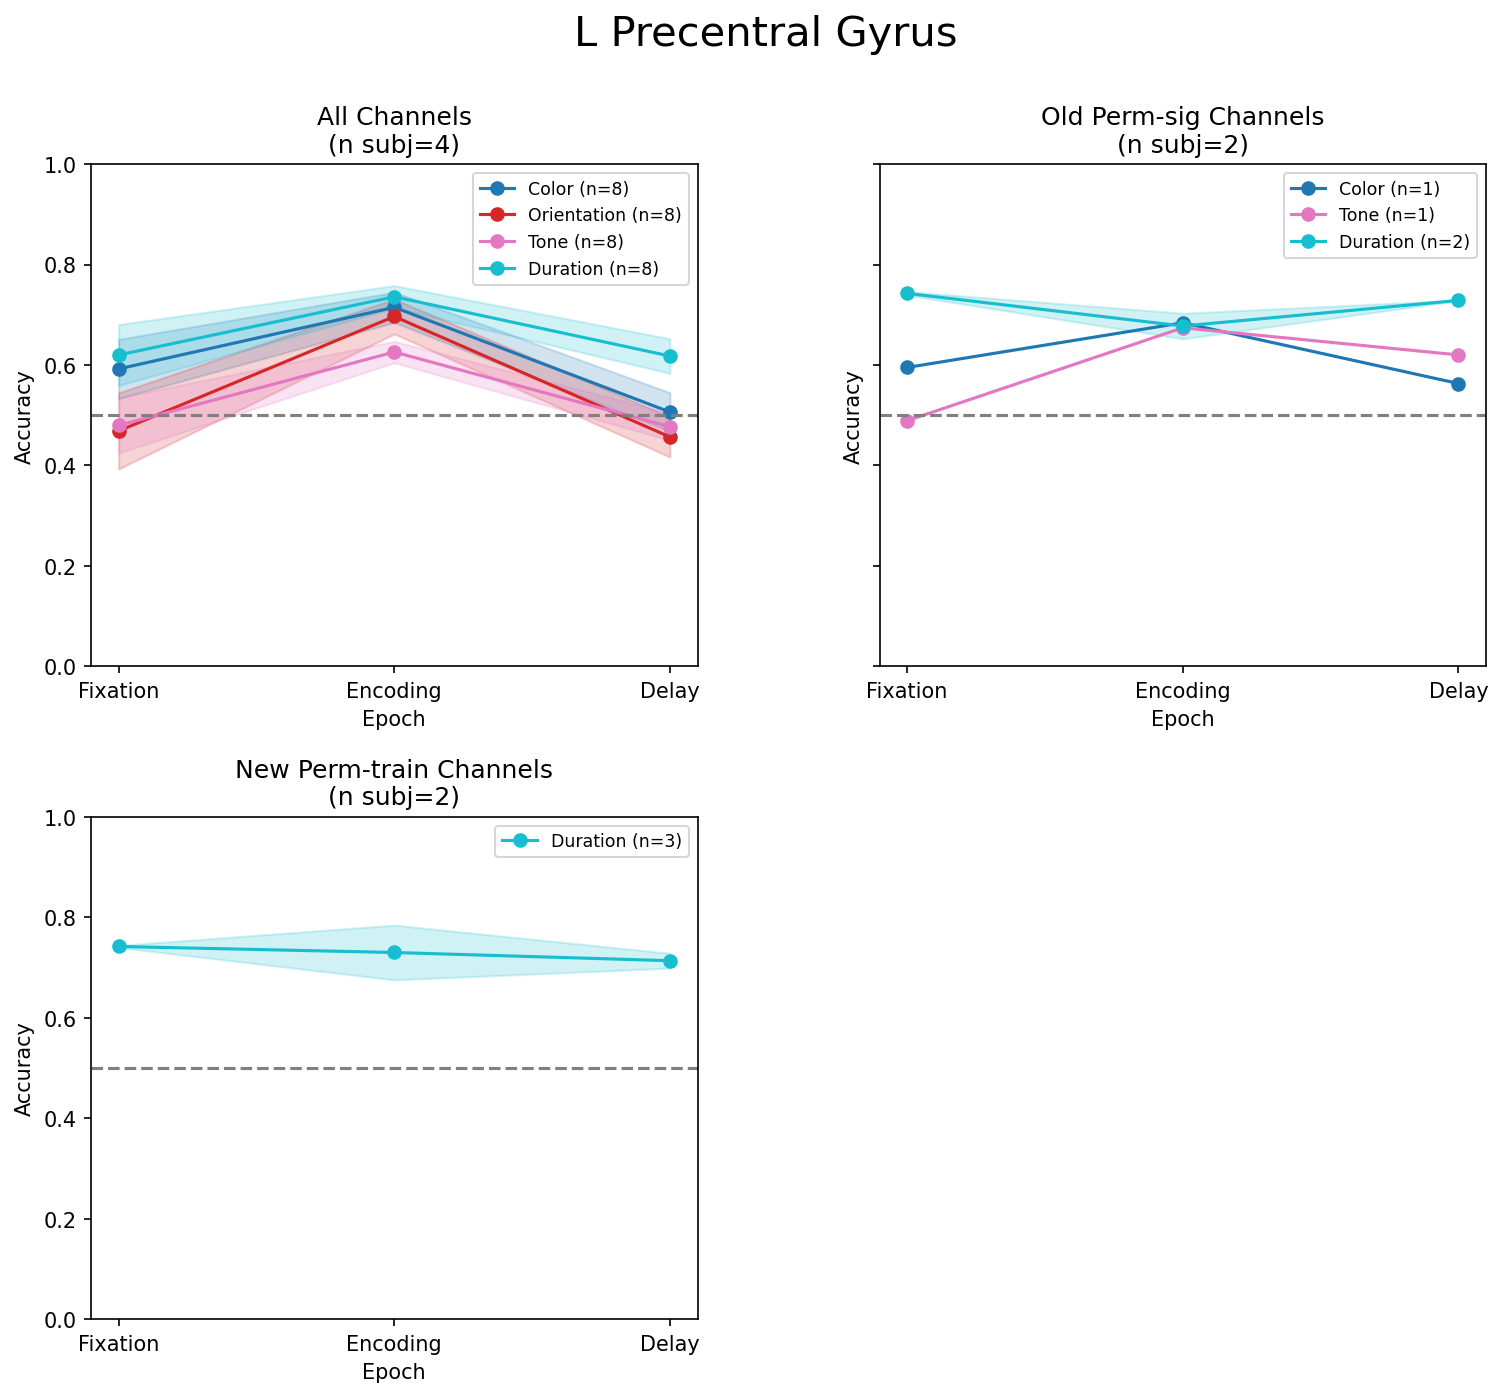 L Precentral Gyrus
All Channels
(n subj=4)
1.0
0.8
0.6
0.4
0.2
0.0
Accuracy
Color (n=8)
Orientation (n=8)
Tone (n=8)
Duration (n=8)
Fixation
Encoding
Delay
Epoch
Old Perm-sig Channels
(n subj=2)
Accuracy
Color (n=1)
Tone (n=1)
Duration (n=2)
Fixation
Encoding
Delay
Epoch
New Perm-train Channels
(n subj=2)
1.0
0.8
0.6
0.4
0.2
0.0
Accuracy
Duration (n=3)
Fixation
Encoding
Delay
Epoch